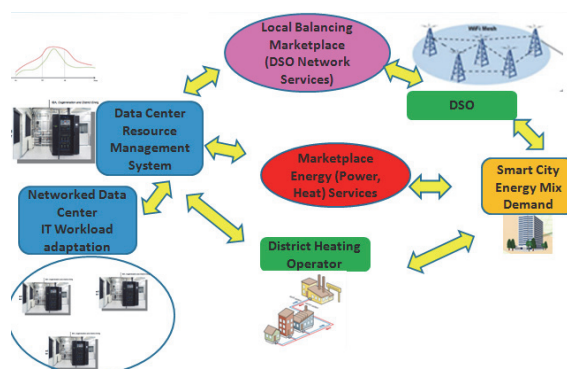 Local Balancing
Marketplace
(DSO Network
Services)
WiFi Mesh
DSO
Data Center
Resource
Management
System
Marketplace
Energy (Power,
Heat) Services
Smart City
Energy Mix
Demand
Networked Data
Center
IT Workload
adaptation
District Heating
Operator